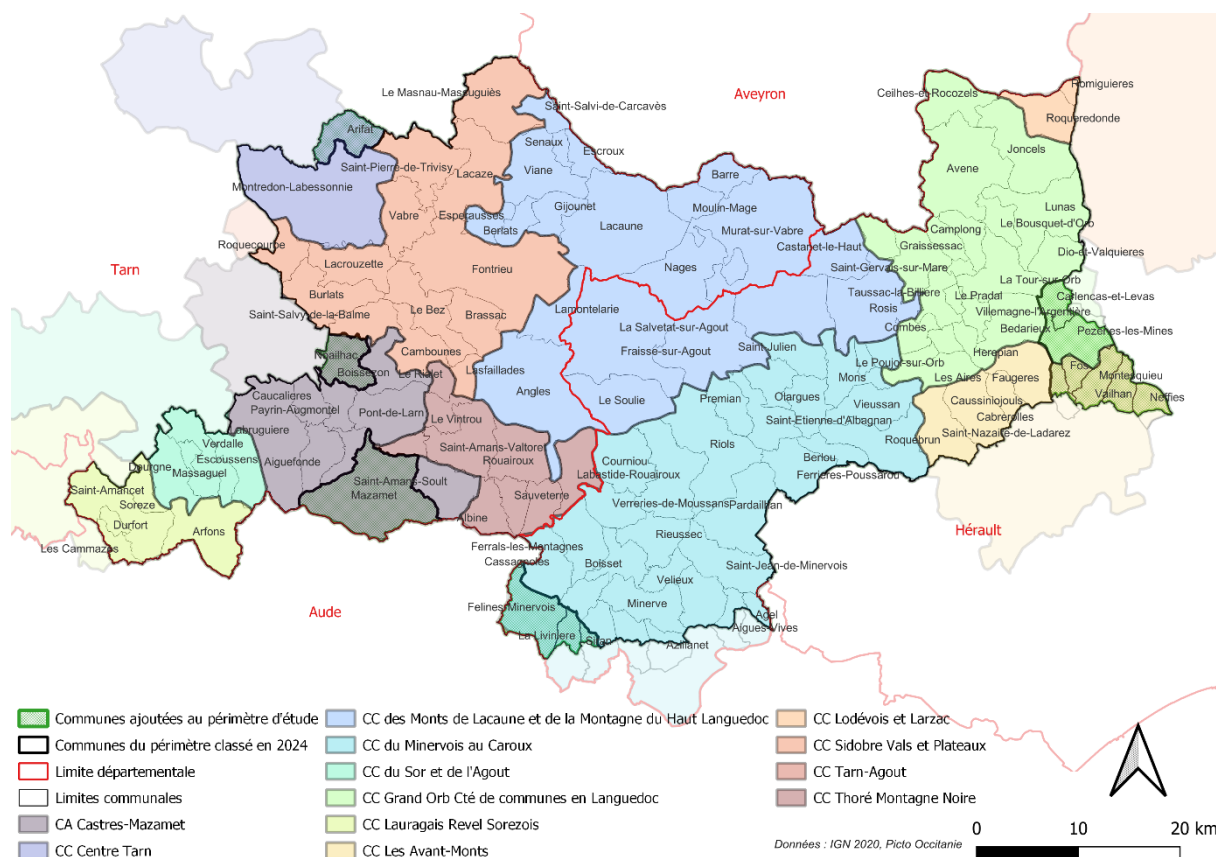 Le Masnau-Massuguiès
Saint-Salvi-de-Carcavès
Aveyron
Ceilhes-et-Rocozels
Romiguieres
Roqueredonde
Arifat
Senaux
Escroux
Joncels
Saint-Pierre-de-Trivisy
Lacaze
Viane
Barre
Avene
Montredon-Labessonnie
Vabre
Esperausses
Gijounet
Moulin-Mage
Lunas
Berlats
Lacaune
Murat-sur-Vabre
Camplong
Le Bousquet-d'Orb
Roquecourbe
Castanet-le-Haut
Graissessac
Dio-et-Valquieres
Tarn
Lacrouzette
Fontrieu
Nages
Saint-Gervais-sur-Mare
La Tour-sur-Orb
Burlats
Taussac-la-Billiere
Le Pradal
Carlencas-et-Levas
Saint-Salvy-de-la-Balme
Le Bez
Brassac
Lamontelarie
Rosis
Villemagne-l'Argentière
La Salvetat-sur-Agout
Combes
Bedarieux
Pezènes-les-Mines
Noailhac
Cambounes
Fraisse-sur-Agout
Saint-Julien
Herepian
Boissezon
Lasfaillades
Le Poujol-sur-Orb
Fos
Le Rialet
Mons
Les Aires
Faugeres
Montesquieu
Caucalieres
Angles
Le Soulie
Olargues
Vieussan
Caussiniojouls
Vailhan
Neffies
Payrin-Augmontel
Pont-de-Larn
Premian
Cabrerolles
Labruguiere
Le Vintrou
Saint-Etienne-d'Albagnan
Saint-Nazaire-de-Ladarez
Verdalle
Saint-Amans-Valtoret
Riols
Roquebrun
Dourgne
Escoussens
Rouairoux
Courniou
Berlou
Massaguel
Aiguefonde
Labastide-Rouairoux
Ferrieres-Poussarou
Saint-Amancet
Saint-Amans-Soult
Mazamet
Sauveterre
Verreries-de-Moussans
Pardailhan
Soreze
Durfort
Albine
Arfons
Rieussec
Hérault
Les Cammazes
Ferrals-les-Montagnes
Cassagnoles
Boisset
Saint-Jean-de-Minervois
Velieux
Aude
Felines-Minervois
Minerve
Agel
La Liviniere
Aigues-Vives
Siran
Azillanet
Communes ajoutées au périmètre d'étude
Communes du périmètre classé en 2024
Limite départementale
Limites communales
CA Castres-Mazamet
CC Centre Tarn
CC des Monts de Lacaune et de la Montagne du Haut Languedoc
CC du Minervois au Caroux
CC du Sor et de l'Agout
CC Grand Orb Cté de communes en Languedoc
CC Lauragais Revel Sorezois
CC Les Avant-Monts
CC Lodévois et Larzac
CC Sidobre Vals et Plateaux
CC Tarn-Agout
CC Thoré Montagne Noire
Données : IGN 2020, Picto Occitanie
0 10 20 km